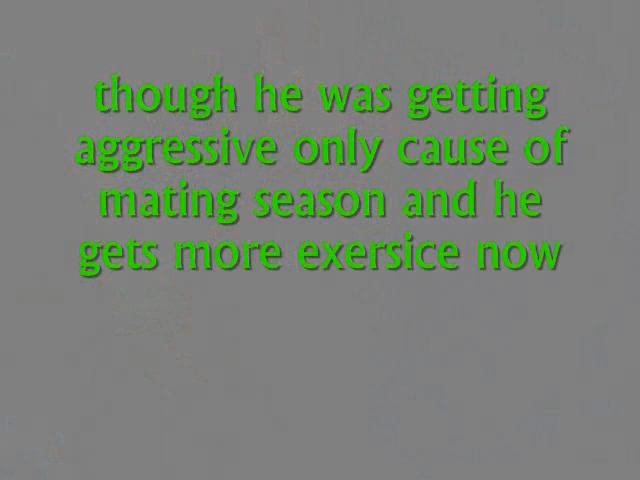 though he was getting
aggressive only cause of
mating season and he
gets more exersice now